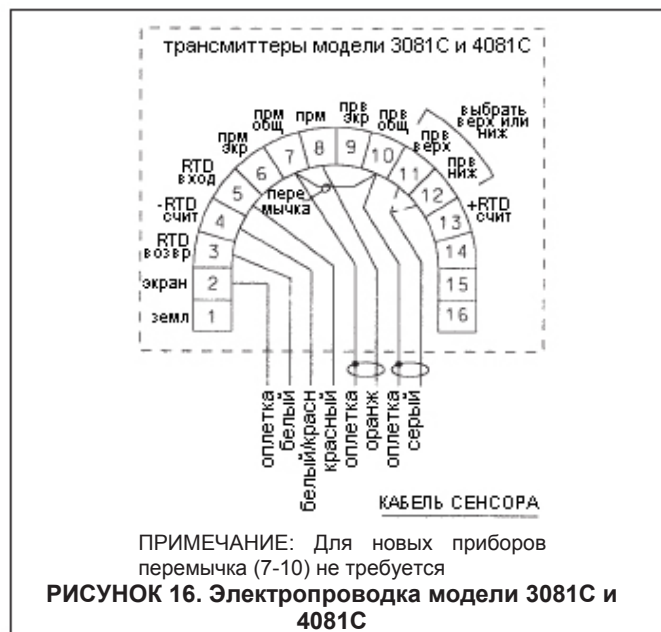 трансмиттеры модели 3081C и 4081C
земл
1
экран
2
RTD
возвр
3
-RTD
счит
4
RTD
вход
5
прм
экр
6
прм
общ
7
прм
8
прв
экр
9
прв
общ
10
прв
верх
11
прв
ниж
12
выбрать
верх или
ниж
+RTD
счит
13
14
15
16
пере
мычка
оплетка
белый
белый/красн
красный
оплетка
оранж
оплетка
серый
КАБЕЛЬ СЕНСОРА
ПРИМЕЧАНИЕ: Для новых приборов
перемычка (7-10) не требуется
РИСУНОК 16. Электропроводка модели 3081C и
4081C